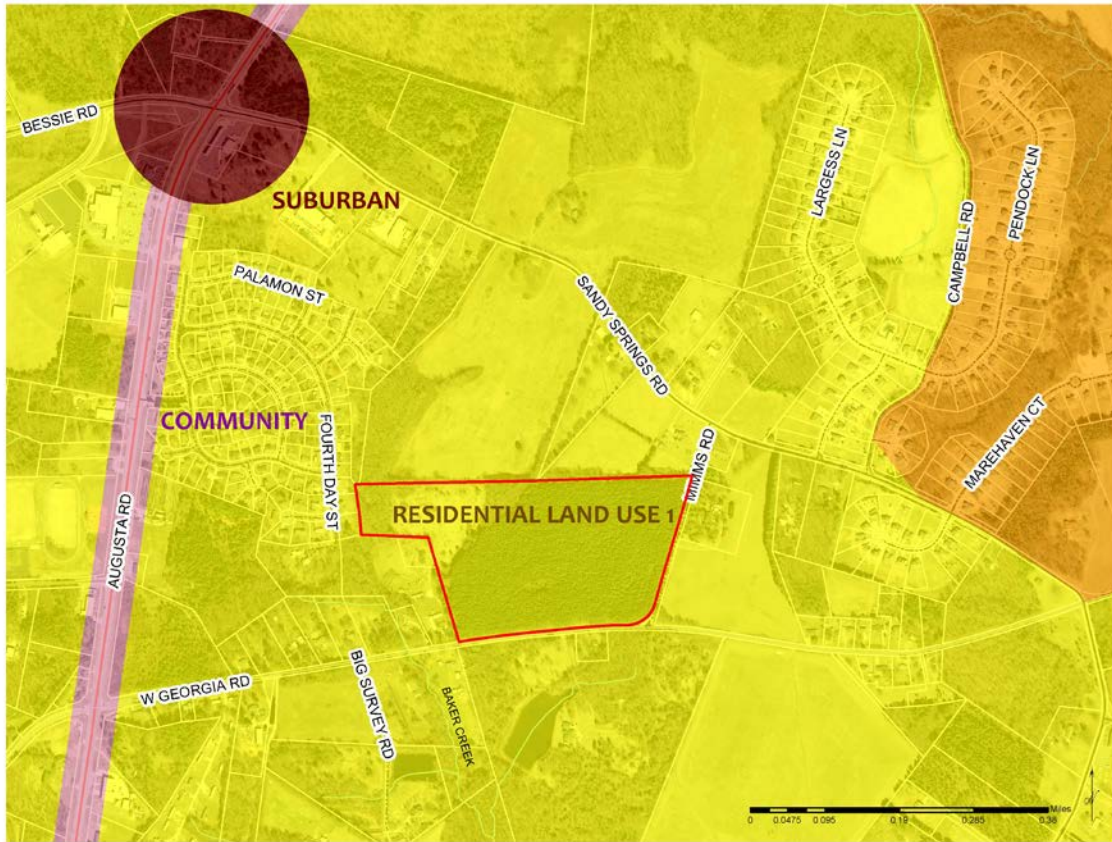 BESSIE RD
SUBURBAN
LARGESS LN
PENDOCK LN
CAMPBELL RD
PALAMON ST
SANDY SPRINGS RD
COMMUNITY
FOURTH DAY ST
MIMMS RD
MAREHAVEN CT
RESIDENTIAL LAND USE 1
AUGUSTA RD
W GEORGIA RD
BIG SURVEY RD
BAKER CREEK
Miles
0 0.0475 0.095 0.19 0.285 0.38